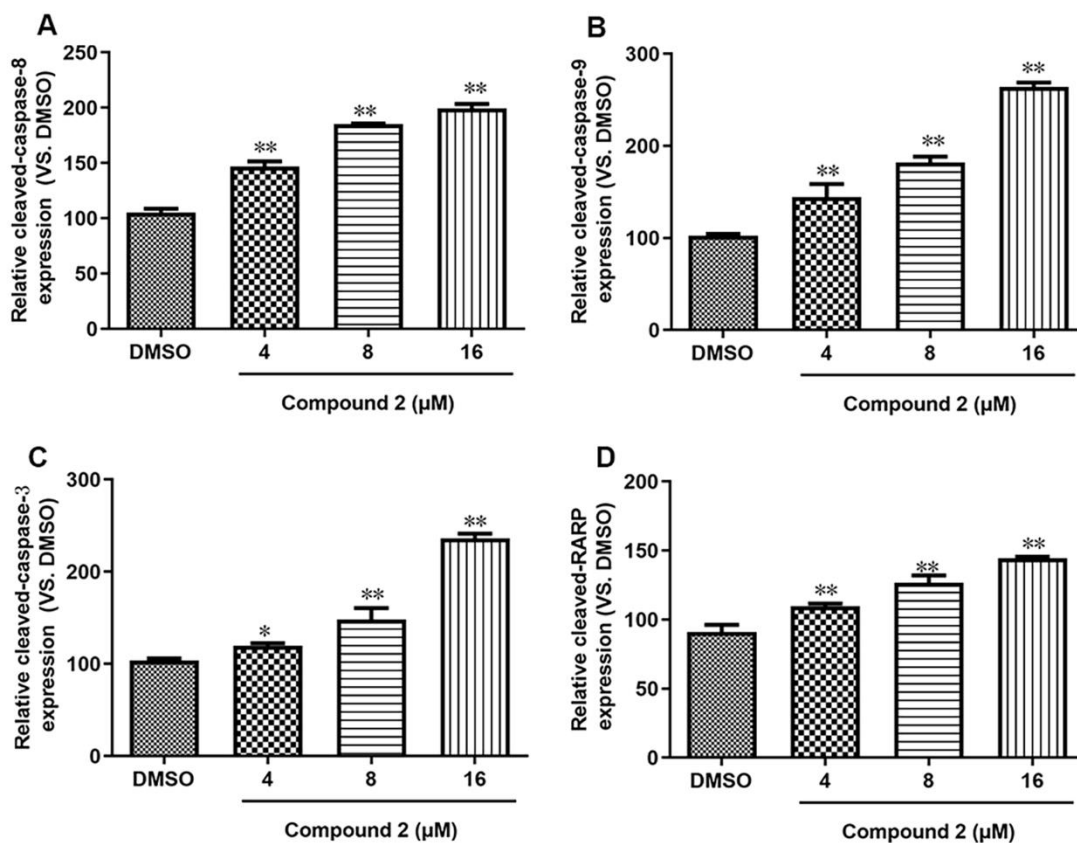 A
Relative cleaved-caspase-8
expression (VS. DMSO)
250
200
150
100
50
0
**
**
**
DMSO
4
8
16
Compound 2 (μM)
B
Relative cleaved-caspase-9
expression (VS. DMSO)
300
200
100
0
**
**
**
DMSO
4
8
16
Compound 2 (μM)
C
Relative cleaved-caspase-3
expression (VS. DMSO)
300
200
100
0
*
**
**
DMSO
4
8
16
Compound 2 (μM)
D
Relative cleaved-RARP
expression (VS. DMSO)
200
150
100
50
0
**
**
**
DMSO
4
8
16
Compound 2 (μM)